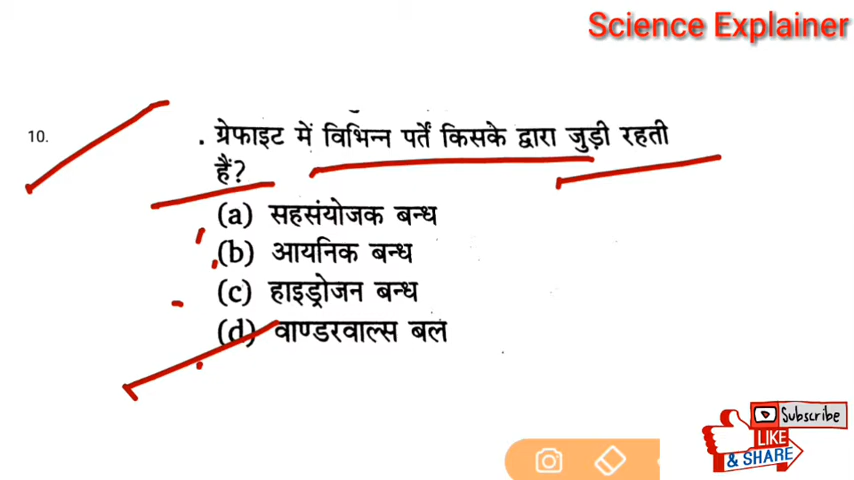 Science Explainer
10.
. ग्रेफाइट में विभिन्न पर्तें किसके द्वारा जुड़ी रहती
हैं?
(a) सहसंयोजक बन्ध
(b) आयनिक बन्ध
(c) हाइड्रोजन बन्ध
(d) वाण्डरवाल्स बल
Subscribe
LIKE
& SHARE